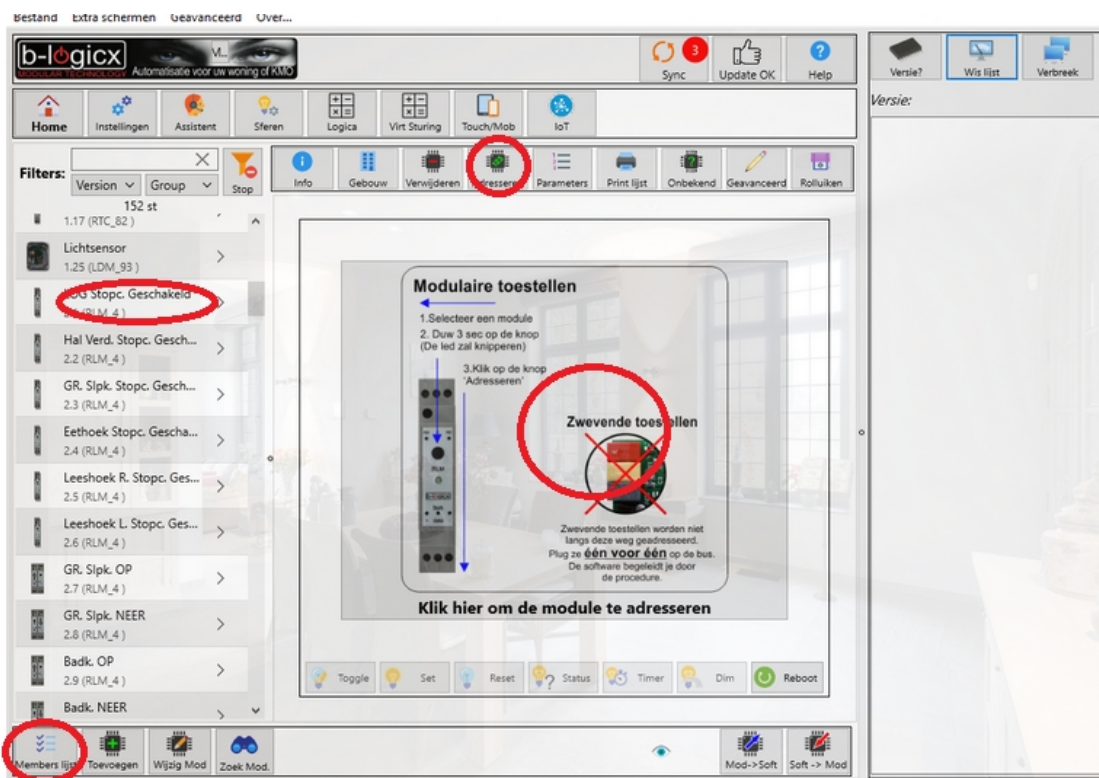 Bestand Extra schermen Geavanceerd Over...
b-logicx
MODULAR TECHNOLOGY
M...
Automatisatie voor uw woning of KMO
3
Sync
Update OK
? Help
Versie?
Wis lijst
Verbreek
Home
Instellingen
Assistent
Sferen
Logica
Virt Sturing
Touch/Mob
IoT
Versie:
Filters:
Version
Group
Stop
152 st
Info
Gebouw
Verwijderen
Adresseren
Parameters
Print lijst
Onbekend
Geavanceerd
Rolluiken
1.17 (RTC_82 )
Lichtsensor
1.25 (LDM_93 )
Stopc. Geschakeld
(RLM_4 )
Hal Verd. Stopc. Gesch...
2.2 (RLM_4 )
GR. Slpk. Stopc. Gesch...
2.3 (RLM_4 )
Eethoek Stopc. Gescha...
2.4 (RLM_4 )
Leeshoek R. Stopc. Ges...
2.5 (RLM_4 )
Leeshoek L. Stopc. Ges...
2.6 (RLM_4 )
GR. Slpk. OP
2.7 (RLM_4 )
GR. Slpk. NEER
2.8 (RLM_4 )
Badk. OP
2.9 (RLM_4 )
Badk. NEER
Modulaire toestellen
1.Selecteer een module
2. Duw 3 sec op de knop
(De led zal knipperen)
3.Klik op de knop
'Adresseren'
RLM
b-logicx
Zwevende toestellen
Zwevende toestellen worden niet
langs deze weg geadresseerd.
Plug ze één voor één op de bus.
De software begeleidt je door
de procedure.
Klik hier om de module te adresseren
Toggle
Set
Reset
Status
Timer
Dim
Reboot
Members lijst
Toevoegen
Wijzig Mod
Zoek Mod.
Mod->Soft
Soft -> Mod